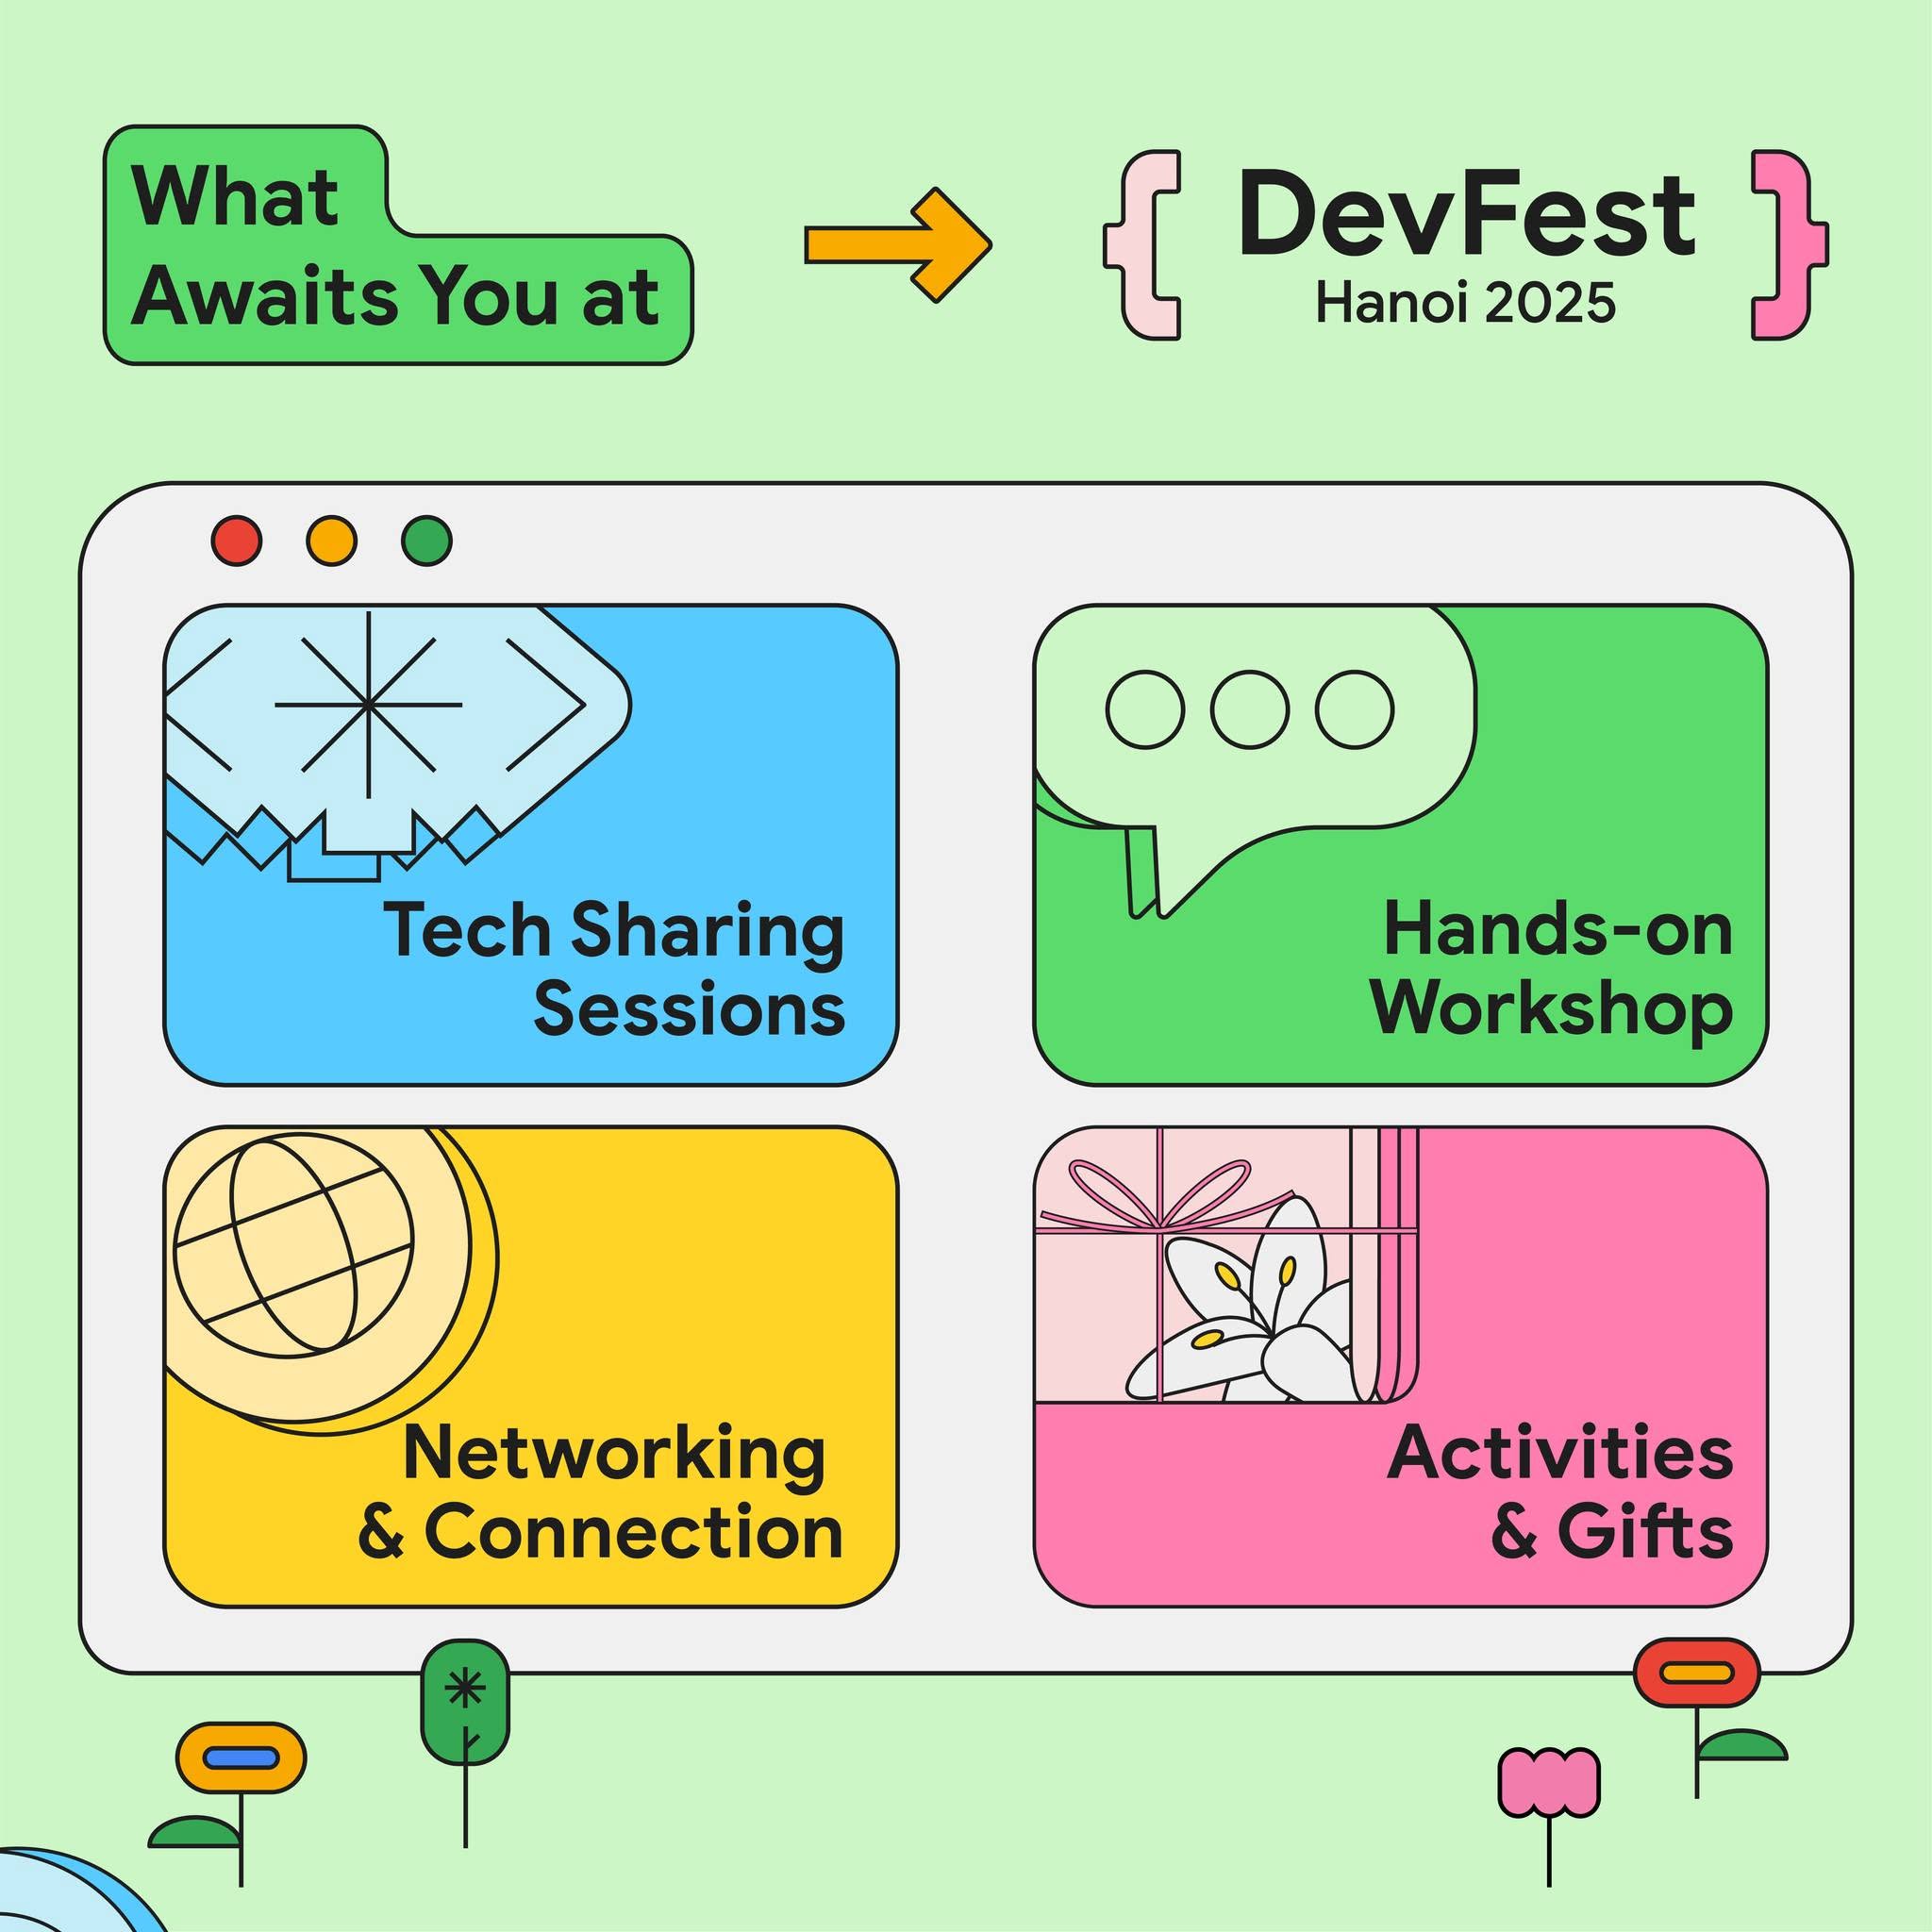 What
Awaits You at
DevFest
Hanoi 2025
Tech Sharing
Sessions
Hands-on
Workshop
Networking
& Connection
Activities
& Gifts